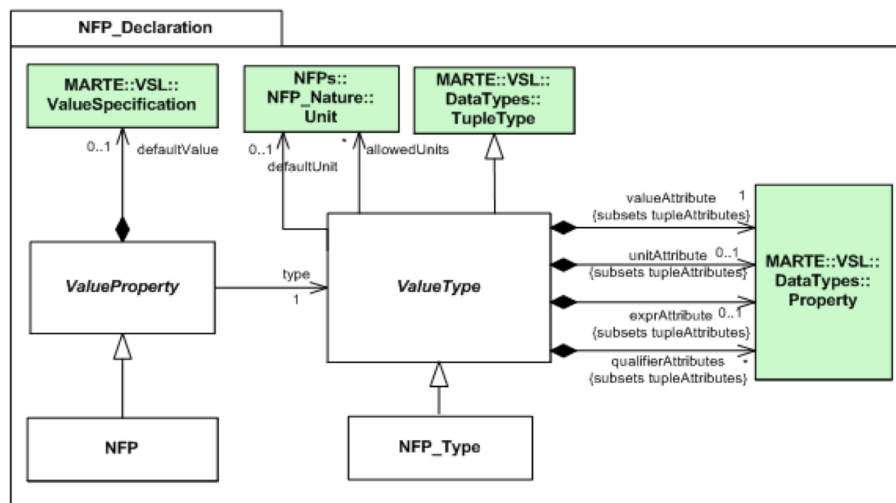 NFP_Declaration
MARTE::VSL::
ValueSpecification
NFPs::
NFP_Nature::
Unit
MARTE::VSL::
DataTypes::
TupleType
0..1
defaultValue
0..1
defaultUnit
*
allowedUnits
valueAttribute 1
{subsets tupleAttributes}
unitAttribute 0..1
{subsets tupleAttributes}
exprAttribute 0..1
{subsets tupleAttributes}
qualifierAttributes *
{subsets tupleAttributes}
MARTE::VSL::
DataTypes::
Property
ValueProperty
type
1
ValueType
NFP
NFP_Type